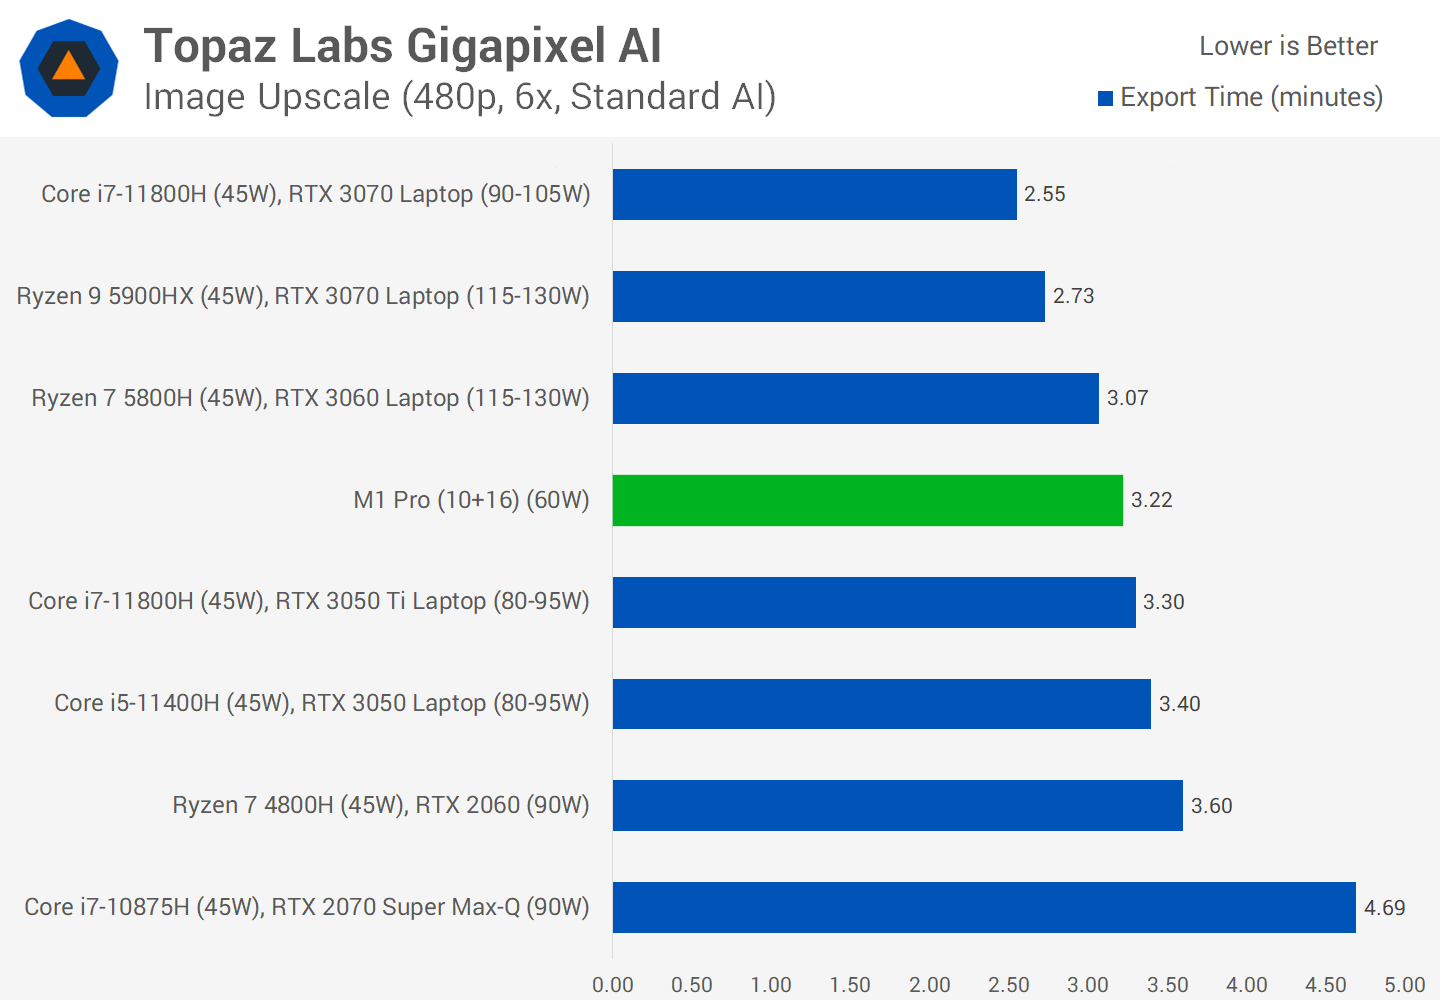 Topaz Labs Gigapixel AI
Image Upscale (480p, 6x, Standard AI)
Lower is Better
Export Time (minutes)
Core i7-11800H (45W), RTX 3070 Laptop (90-105W) 2.55
Ryzen 9 5900HX (45W), RTX 3070 Laptop (115-130W) 2.73
Ryzen 7 5800H (45W), RTX 3060 Laptop (115-130W) 3.07
M1 Pro (10+16) (60W) 3.22
Core i7-11800H (45W), RTX 3050 Ti Laptop (80-95W) 3.30
Core i5-11400H (45W), RTX 3050 Laptop (80-95W) 3.40
Ryzen 7 4800H (45W), RTX 2060 (90W) 3.60
Core i7-10875H (45W), RTX 2070 Super Max-Q (90W) 4.69
0.00 0.50 1.00 1.50 2.00 2.50 3.00 3.50 4.00 4.50 5.00